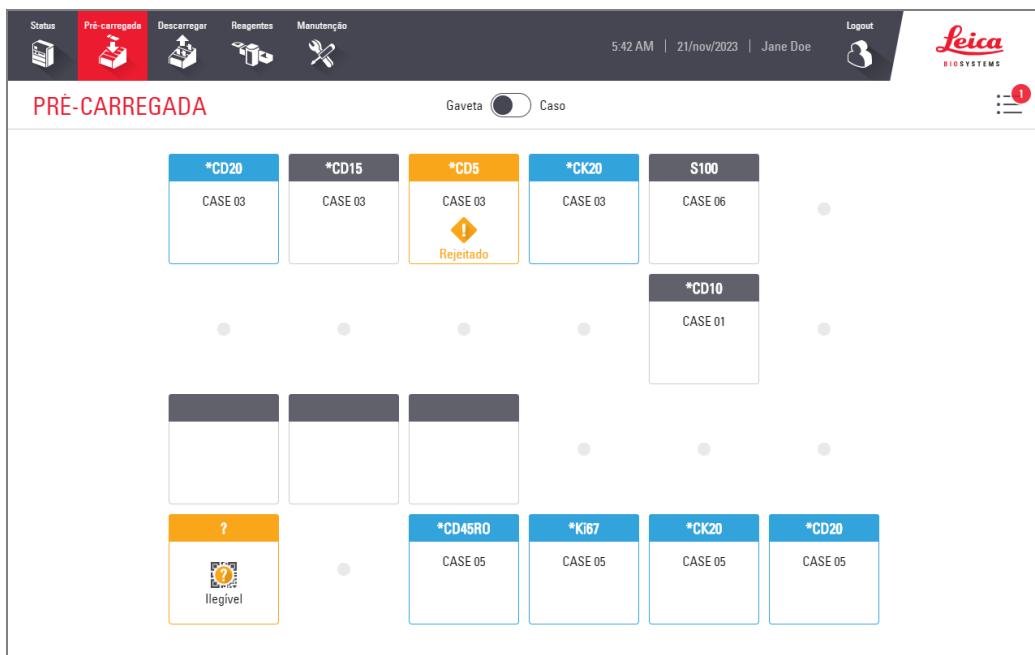 Status Pré-carregada Descarregar Reagentes Manutenção Logout
5:42 AM | 21/nov/2023 | Jane Doe
Leica
BIOSYSTEMS
PRÉ-CARREGADA Gaveta Caso 1
*CD20 *CD15 *CD5 *CK20 S100
CASE 03 CASE 03 CASE 03 CASE 03 CASE 06
!
Rejeitado
*CD10
CASE 01
? *CD45RO *Ki67 *CK20 *CD20
CASE 05 CASE 05 CASE 05 CASE 05
?
Ilegível